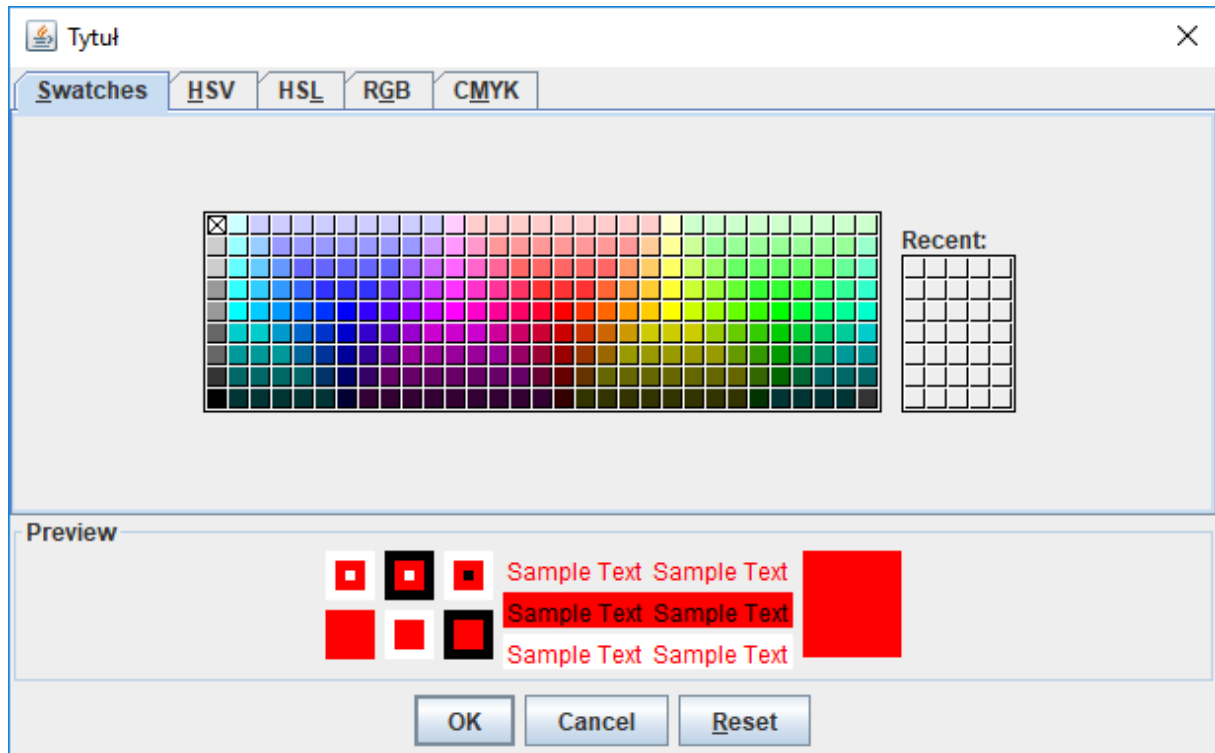 Tytuł
Swatches HSV HSL RGB CMYK
Recent:
Preview
Sample Text Sample Text
Sample Text Sample Text
Sample Text Sample Text
OK Cancel Reset